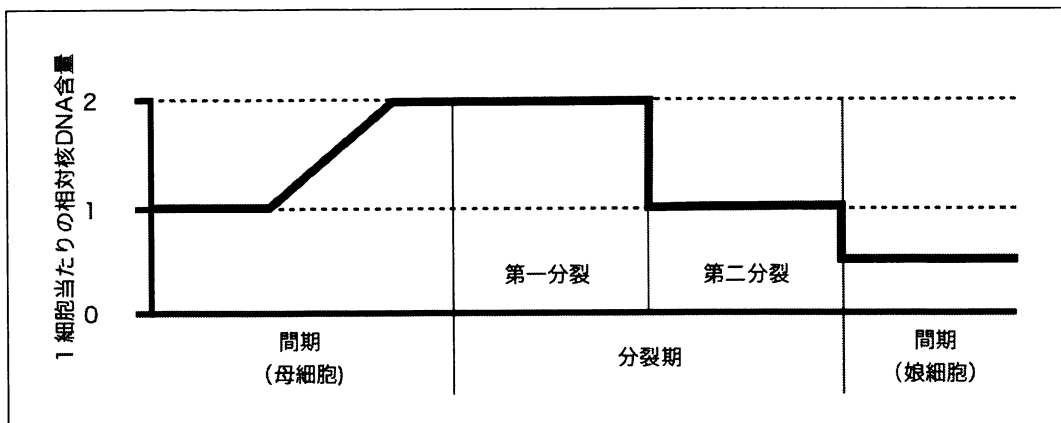 1細胞当たりの相対核DNA含量
2
1
0
第一分裂
第二分裂
間期
(母細胞)
分裂期
間期
(娘細胞)